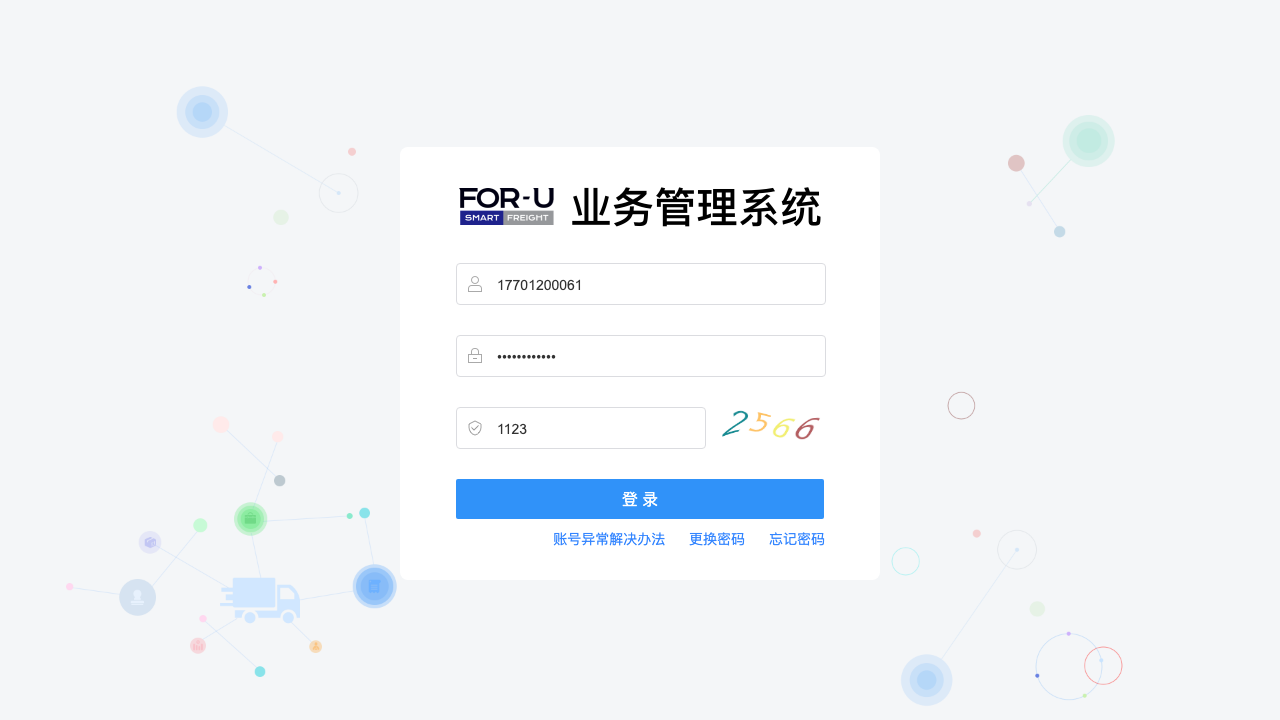 FOR-U
SMART FREIGHT
业务管理系统
17701200061
••••••••••••
1123
2566
登 录
账号异常解决办法 更换密码 忘记密码